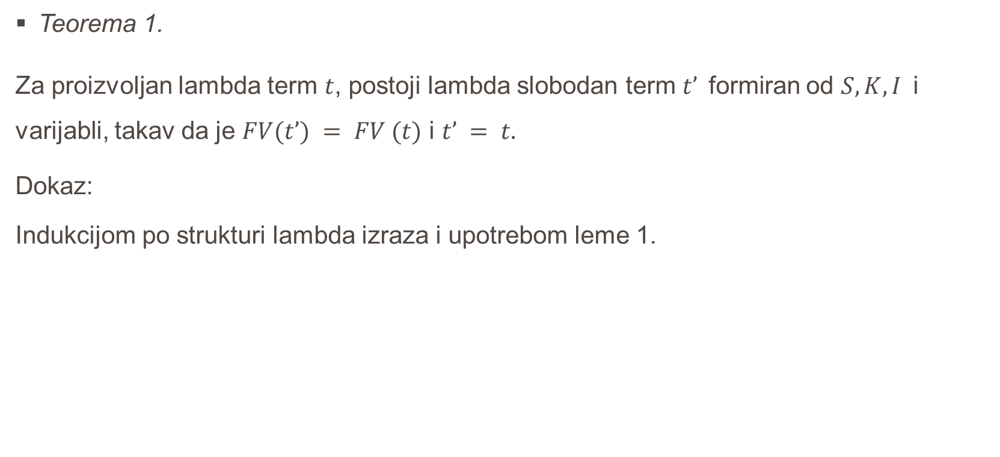 ▪ Teorema 1.
Za proizvoljan lambda term t, postoji lambda slobodan term t’ formiran od S, K, I i
varijabli, takav da je FV(t’) = FV (t) i t’ = t.
Dokaz:
Indukcijom po strukturi lambda izraza i upotrebom leme 1.